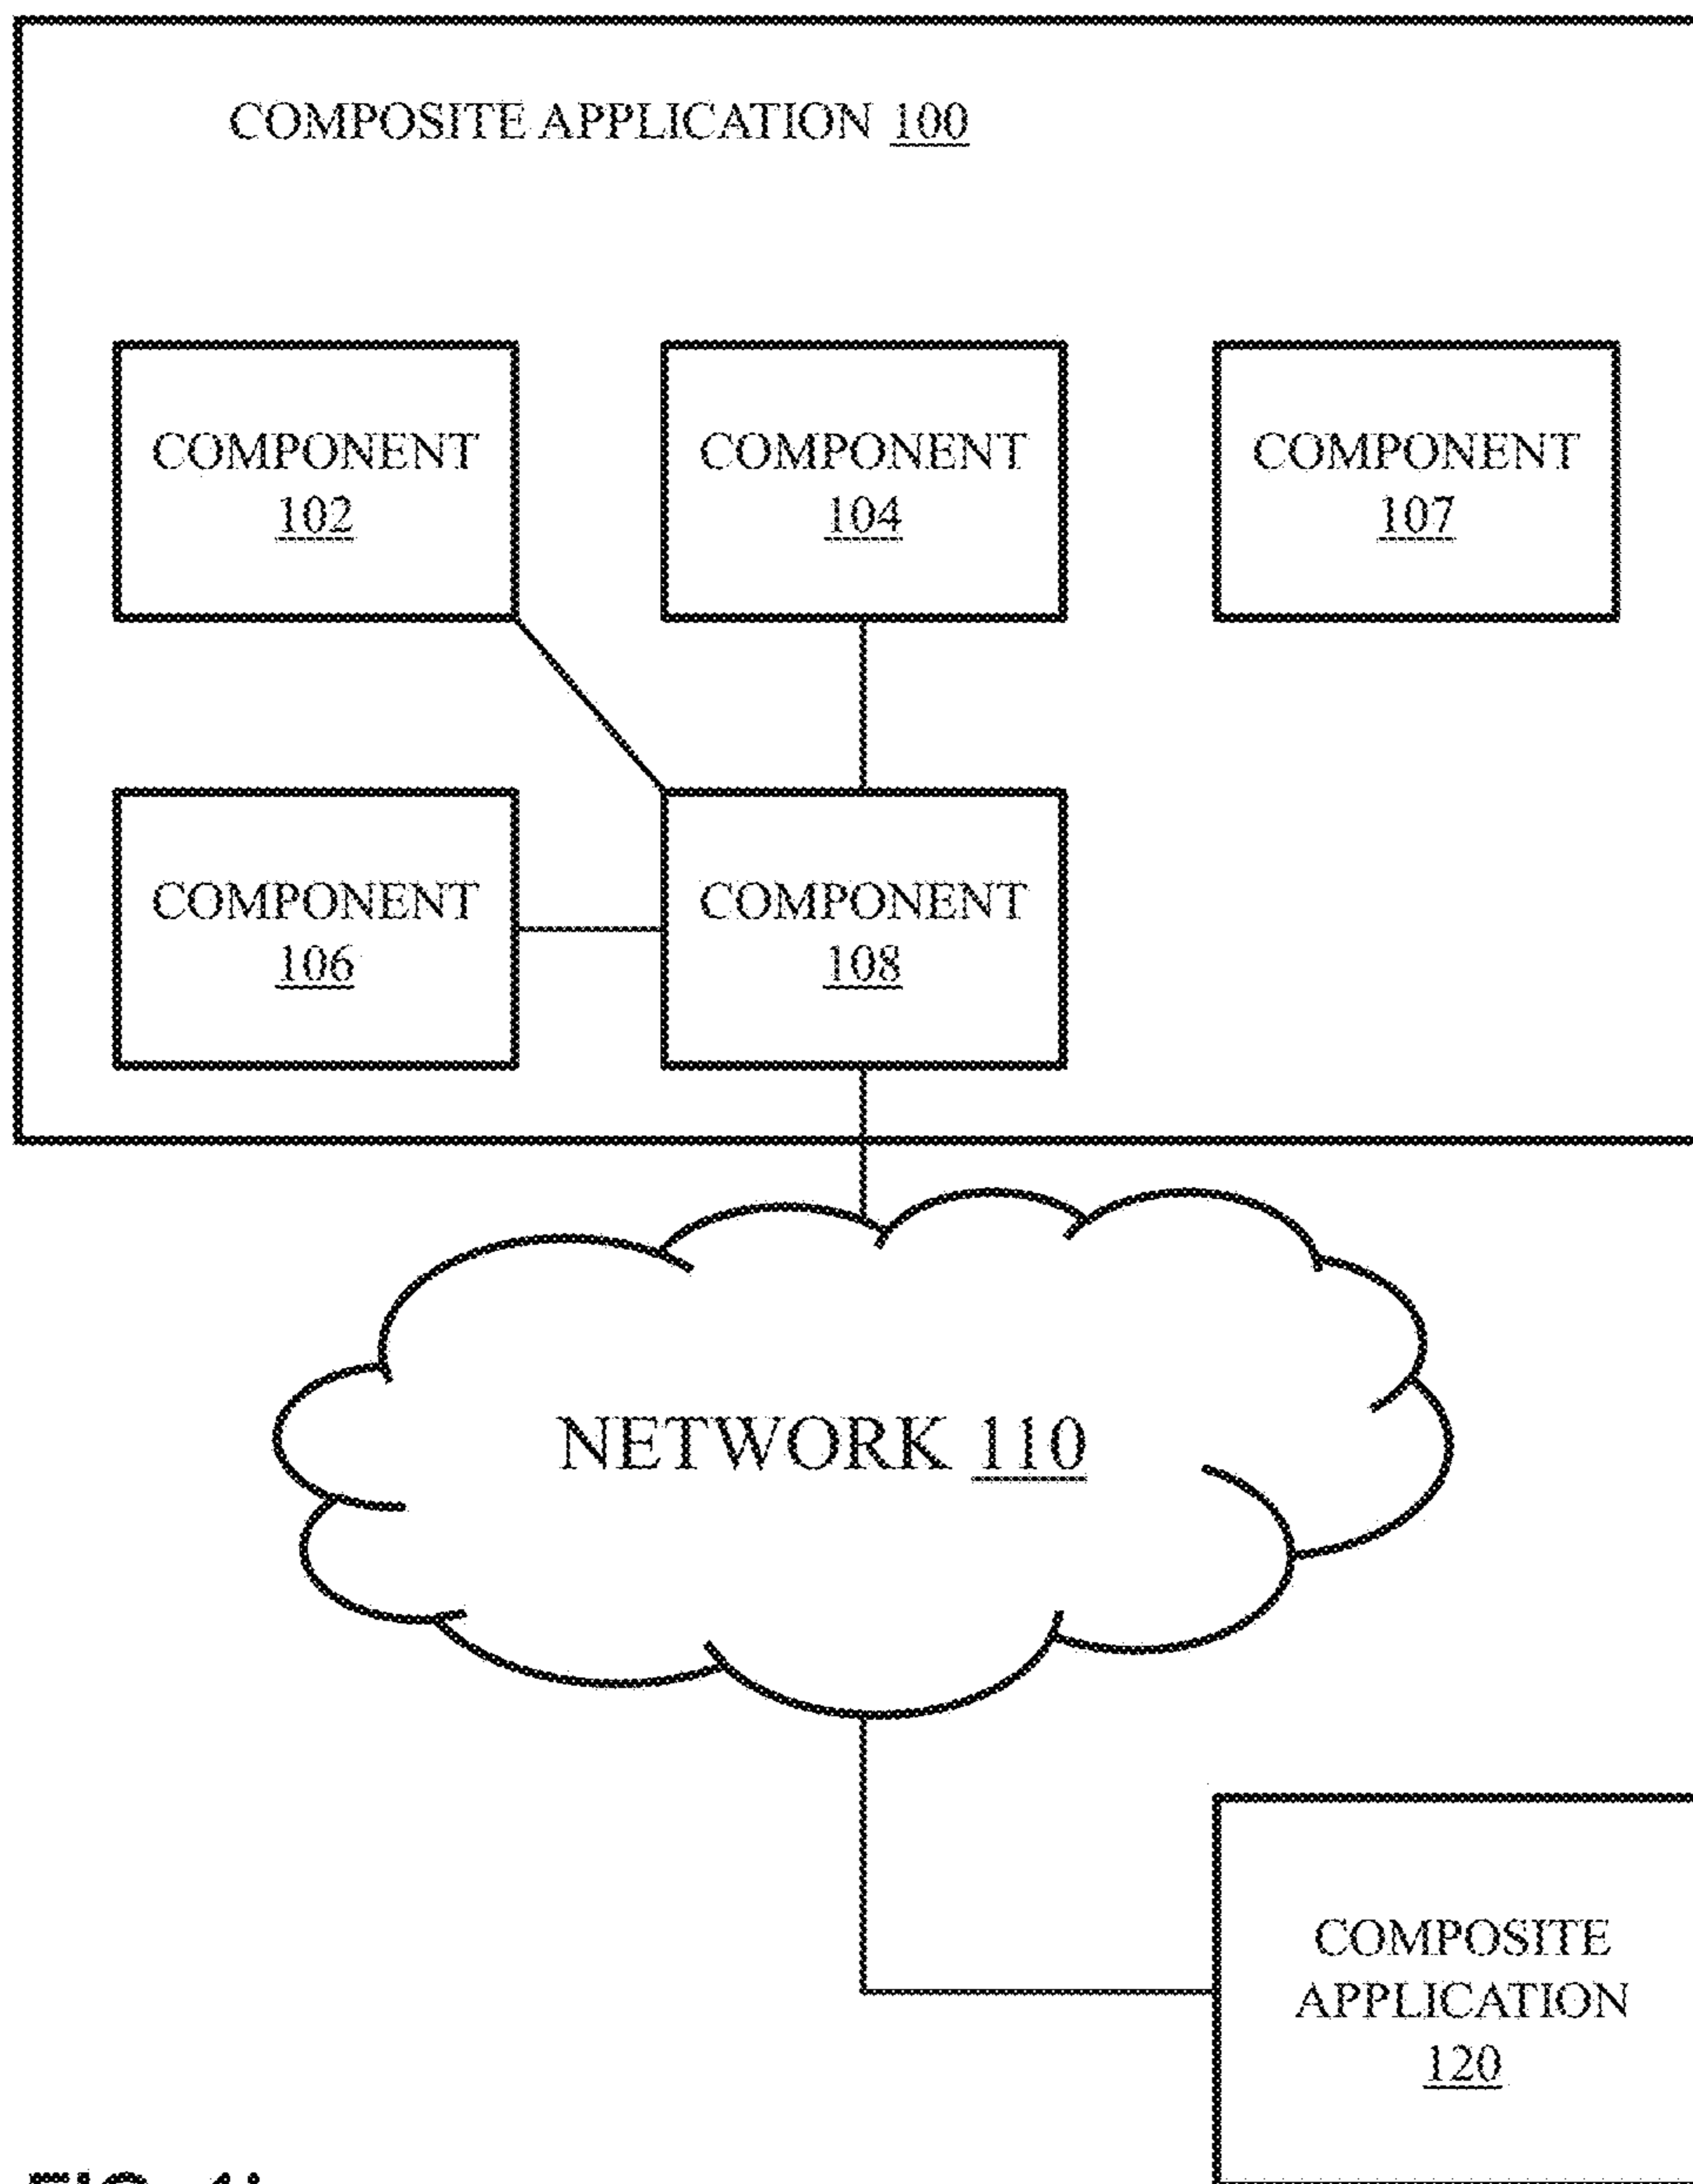 COMPOSITE APPLICATION 100
COMPONENT
102
COMPONENT
104
COMPONENT
107
COMPONENT
106
COMPONENT
108
NETWORK 110
COMPOSITE
APPLICATION
120